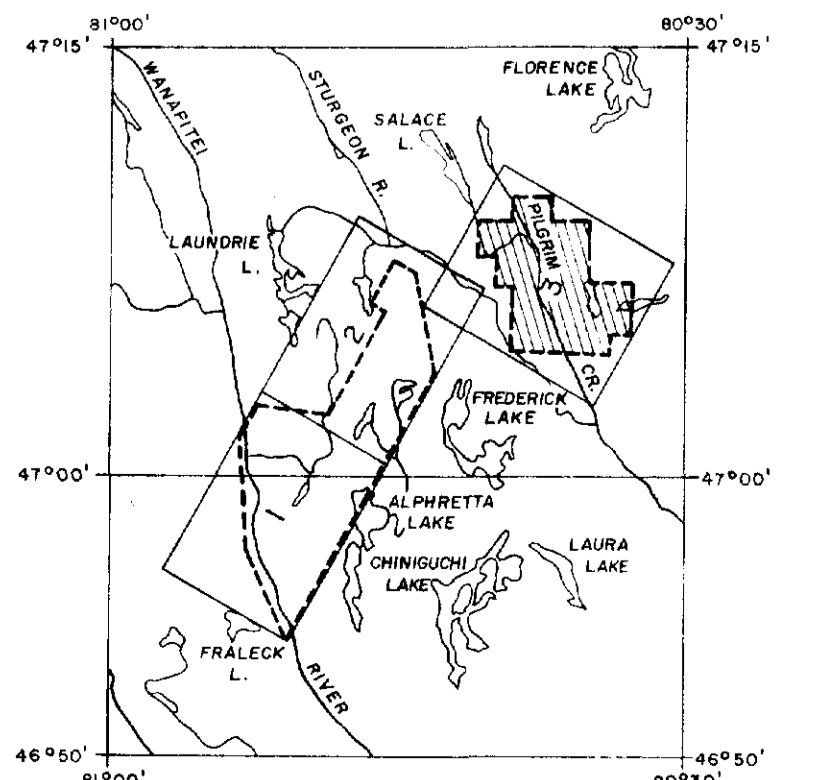 81°00'
80°30'
47°15'
47°15'
WANAPITEI
STURGEON R.
FLORENCE
LAKE
SALACE
L.
PILGRIM
LAUNDRIE
L.
3
2
CR.
FREDERICK
LAKE
47°00'
47°00'
ALPHRETTA
LAKE
1
CHINIGUCHI
LAKE
LAURA
LAKE
FRALECK
L.
RIVER
46°50'
46°50'
81°00'
80°30'